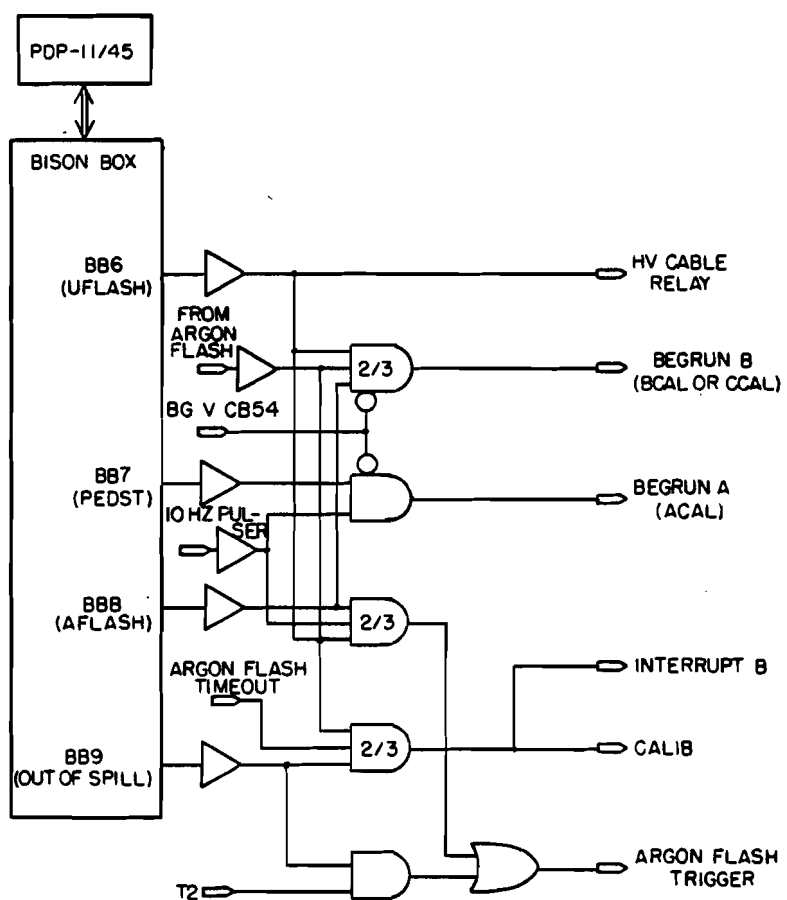 PDP-11/45
BISON BOX
BB6
(UFLASH)
HV CABLE
RELAY
FROM
ARGON
FLASH
2/3
BEGRUN B
(BCAL OR CCAL)
BG V CB54
BB7
(PEDST)
BEGRUN A
(ACAL)
10 HZ PUL-
SER
BB8
(AFLASH)
2/3
ARGON FLASH
TIMEOUT
INTERRUPT B
BB9
(OUT OF SPILL)
2/3
CALIB
T2
ARGON FLASH
TRIGGER